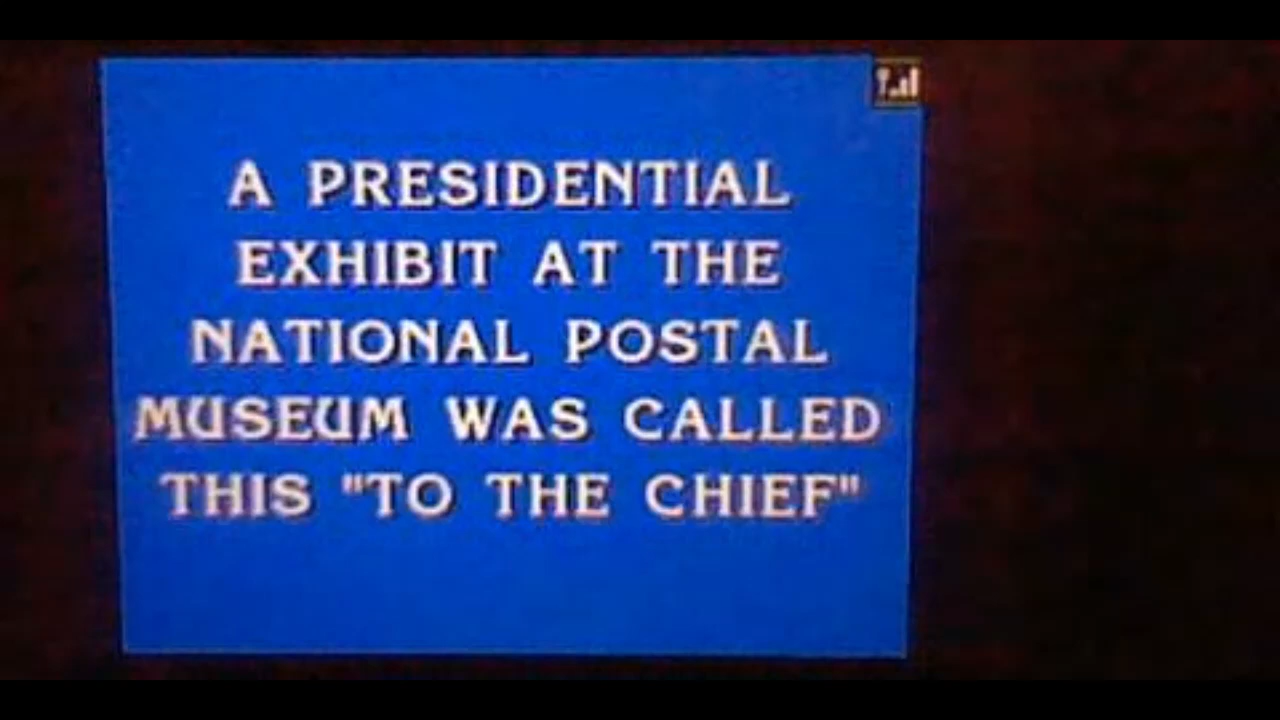 A PRESIDENTIAL
EXHIBIT AT THE
NATIONAL POSTAL
MUSEUM WAS CALLED
THIS "TO THE CHIEF"